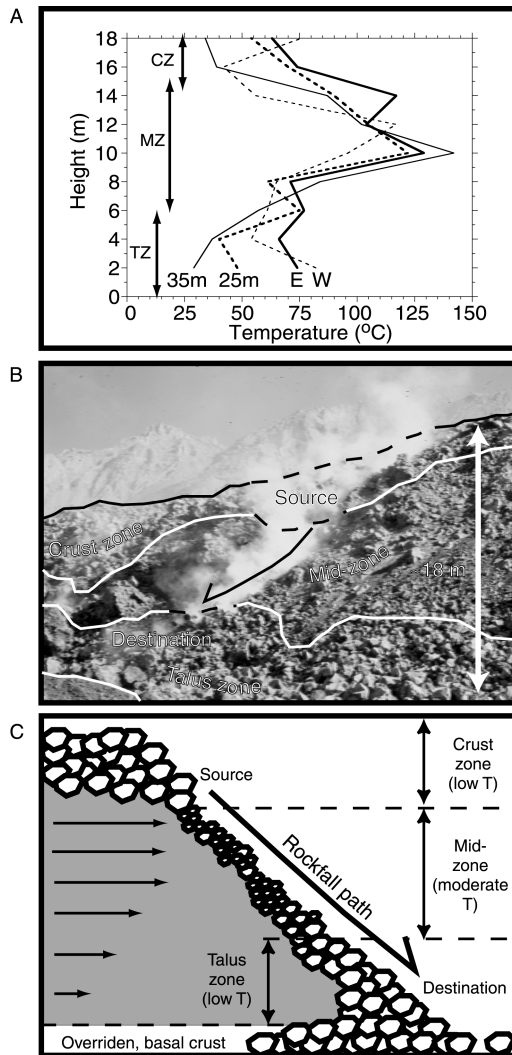 A
18
16
14
12
10
8
6
4
2
0
Height (m)
CZ
MZ
TZ
35m 25m E W
0 25 50 75 100 125 150
Temperature (°C)
B
Source
Crust zone
Mid-zone
18 m
Destination
Talus zone
C
Source
Crust
zone
(low T)
Rockfall path
Mid-
zone
(moderate
T)
Talus
zone
(low T)
Destination
Overriden, basal crust